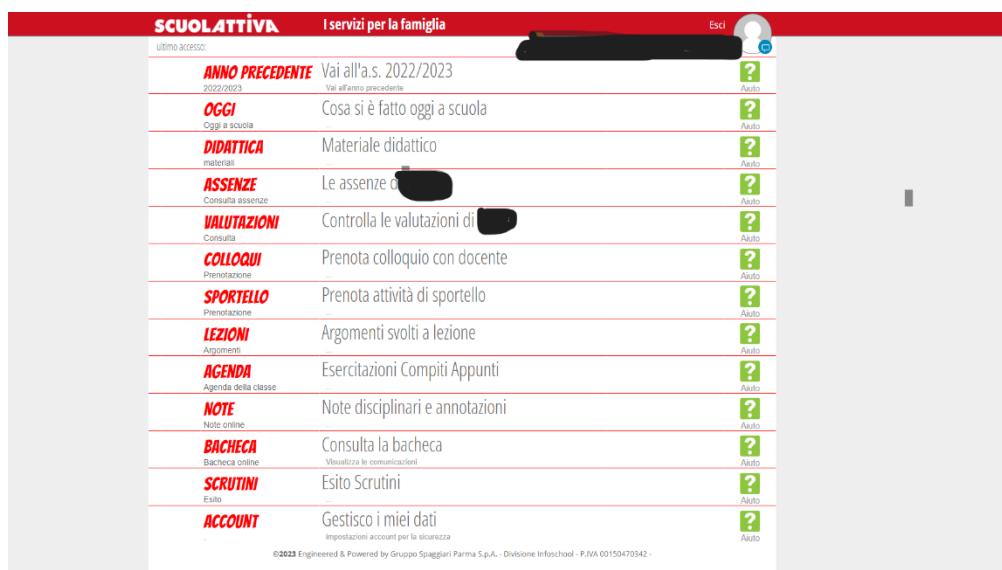 SCUOLATTIVA I servizi per la famiglia Esci
ultimo accesso:
ANNO PRECEDENTE Vai all'a.s. 2022/2023
2022/2023 Vai all'anno precedente Aiuto
OGGI Cosa si è fatto oggi a scuola
Oggi a scuola Aiuto
DIDATTICA Materiale didattico
materiali Aiuto
ASSENZE Le assenze
Consulta assenze Aiuto
VALUTAZIONI Controlla le valutazioni di
Consulta Aiuto
COLLOQUI Prenota colloquio con docente
Prenotazione Aiuto
SPORTELLO Prenota attività di sportello
Prenotazione Aiuto
LEZIONI Argomenti svolti a lezione
Argomenti Aiuto
AGENDA Esercitazioni Compiti Appunti
Agenda della classe Aiuto
NOTE Note disciplinari e annotazioni
Note online Aiuto
BACHECA Consulta la bacheca
Bacheca online Visualizza le comunicazioni Aiuto
SCRUTINI Esito Scrutini
Esito Aiuto
ACCOUNT Gestisco i miei dati
impostazioni account per la sicurezza Aiuto
©2023 Engineered & Powered by Gruppo Spaggiari Parma S.p.A. - Divisione Infoschool - P.IVA 00150470342 -